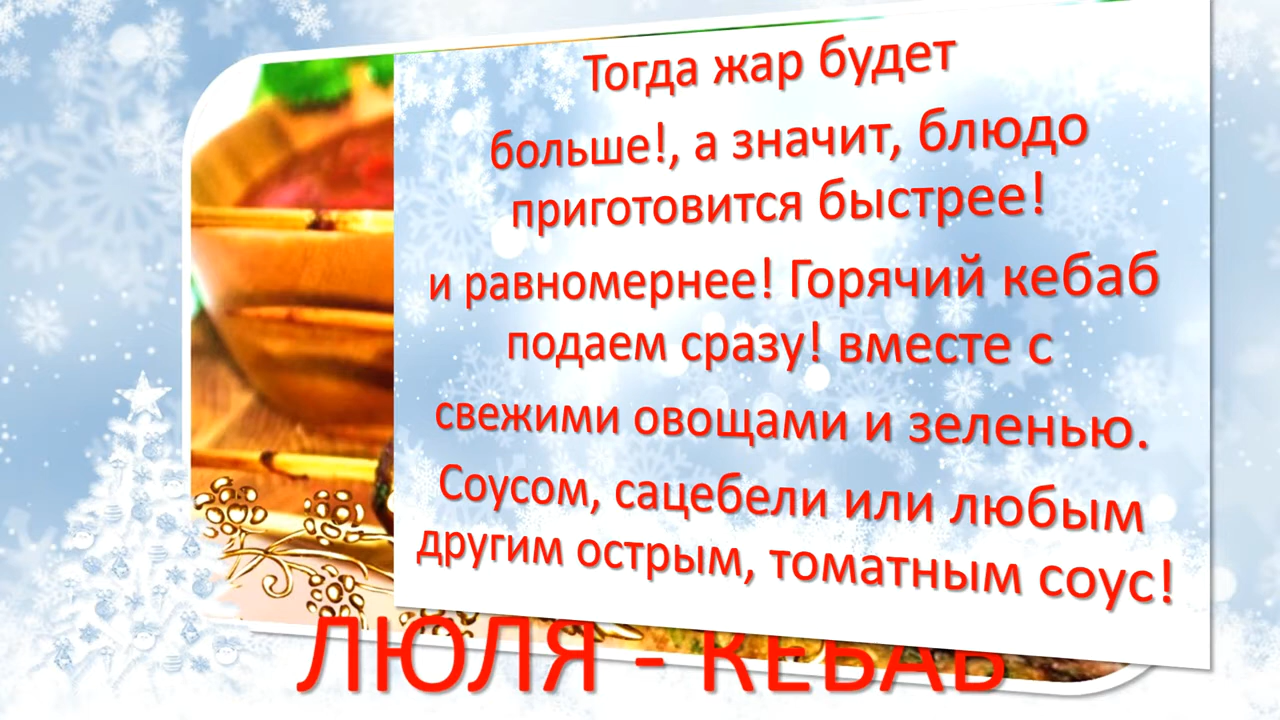 Тогда жар будет
больше!, а значит, блюдо
приготовится быстрее!
и равномернее! Горячий кебаб
подаем сразу! вместе с
свежими овощами и зеленью.
Соусом, сацебели или любым
другим острым, томатным соус!
ЛЮЛЯ - КЕБАБ